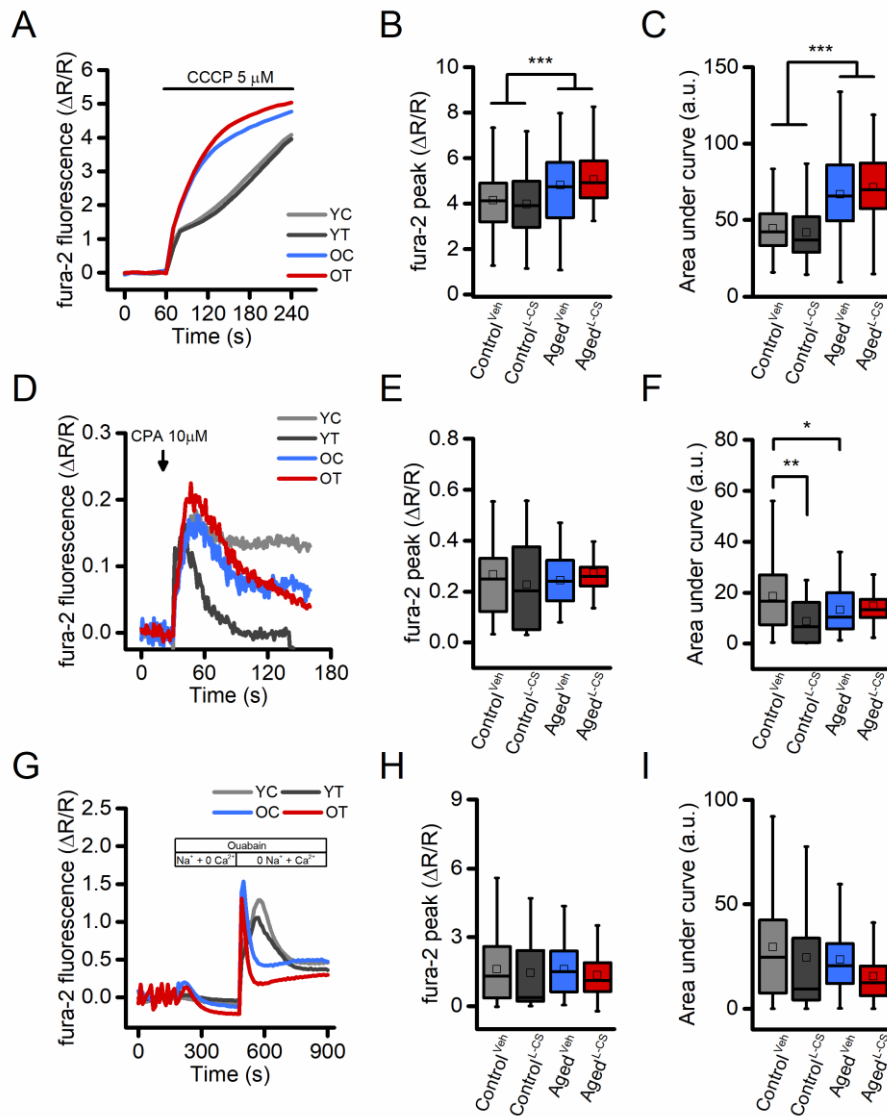 A
CCCP 5 μM
fura-2 fluorescence (ΔR/R)
6
5
4
3
2
1
0
YC
YT
OC
OT
0 60 120 180 240
Time (s)
B
***
fura-2 peak (ΔR/R)
10
8
6
4
2
0
Control^Veh
Control^L-CS
Aged^Veh
Aged^L-CS
C
***
Area under curve (a.u.)
150
100
50
0
Control^Veh
Control^L-CS
Aged^Veh
Aged^L-CS
D
CPA 10μM
fura-2 fluorescence (ΔR/R)
0.3
0.2
0.1
0.0
YC
YT
OC
OT
0 60 120 180
Time (s)
E
fura-2 peak (ΔR/R)
0.8
0.6
0.4
0.2
0.0
Control^Veh
Control^L-CS
Aged^Veh
Aged^L-CS
F
*
**
Area under curve (a.u.)
80
60
40
20
0
Control^Veh
Control^L-CS
Aged^Veh
Aged^L-CS
G
YC YT
OC OT
fura-2 fluorescence (ΔR/R)
2.5
2.0
1.5
1.0
0.5
0.0
Ouabain
Na⁺ + 0 Ca²⁺ 0 Na⁺ + Ca²⁺
0 300 600 900
Time (s)
H
fura-2 peak (ΔR/R)
9
6
3
0
Control^Veh
Control^L-CS
Aged^Veh
Aged^L-CS
I
Area under curve (a.u.)
100
50
0
Control^Veh
Control^L-CS
Aged^Veh
Aged^L-CS